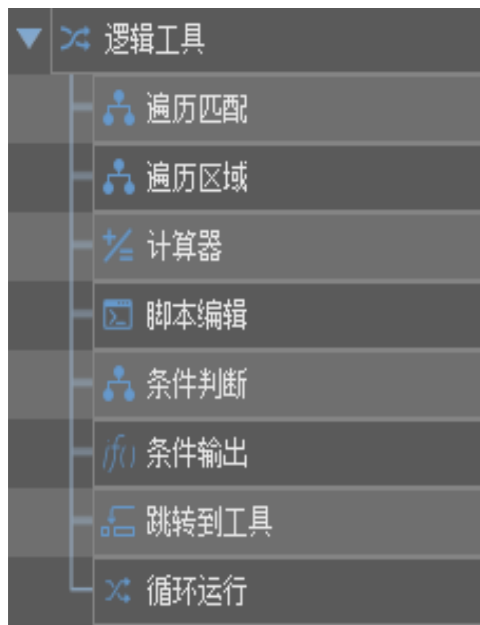 逻辑工具
遍历匹配
遍历区域
计算器
脚本编辑
条件判断
if() 条件输出
跳转到工具
循环运行